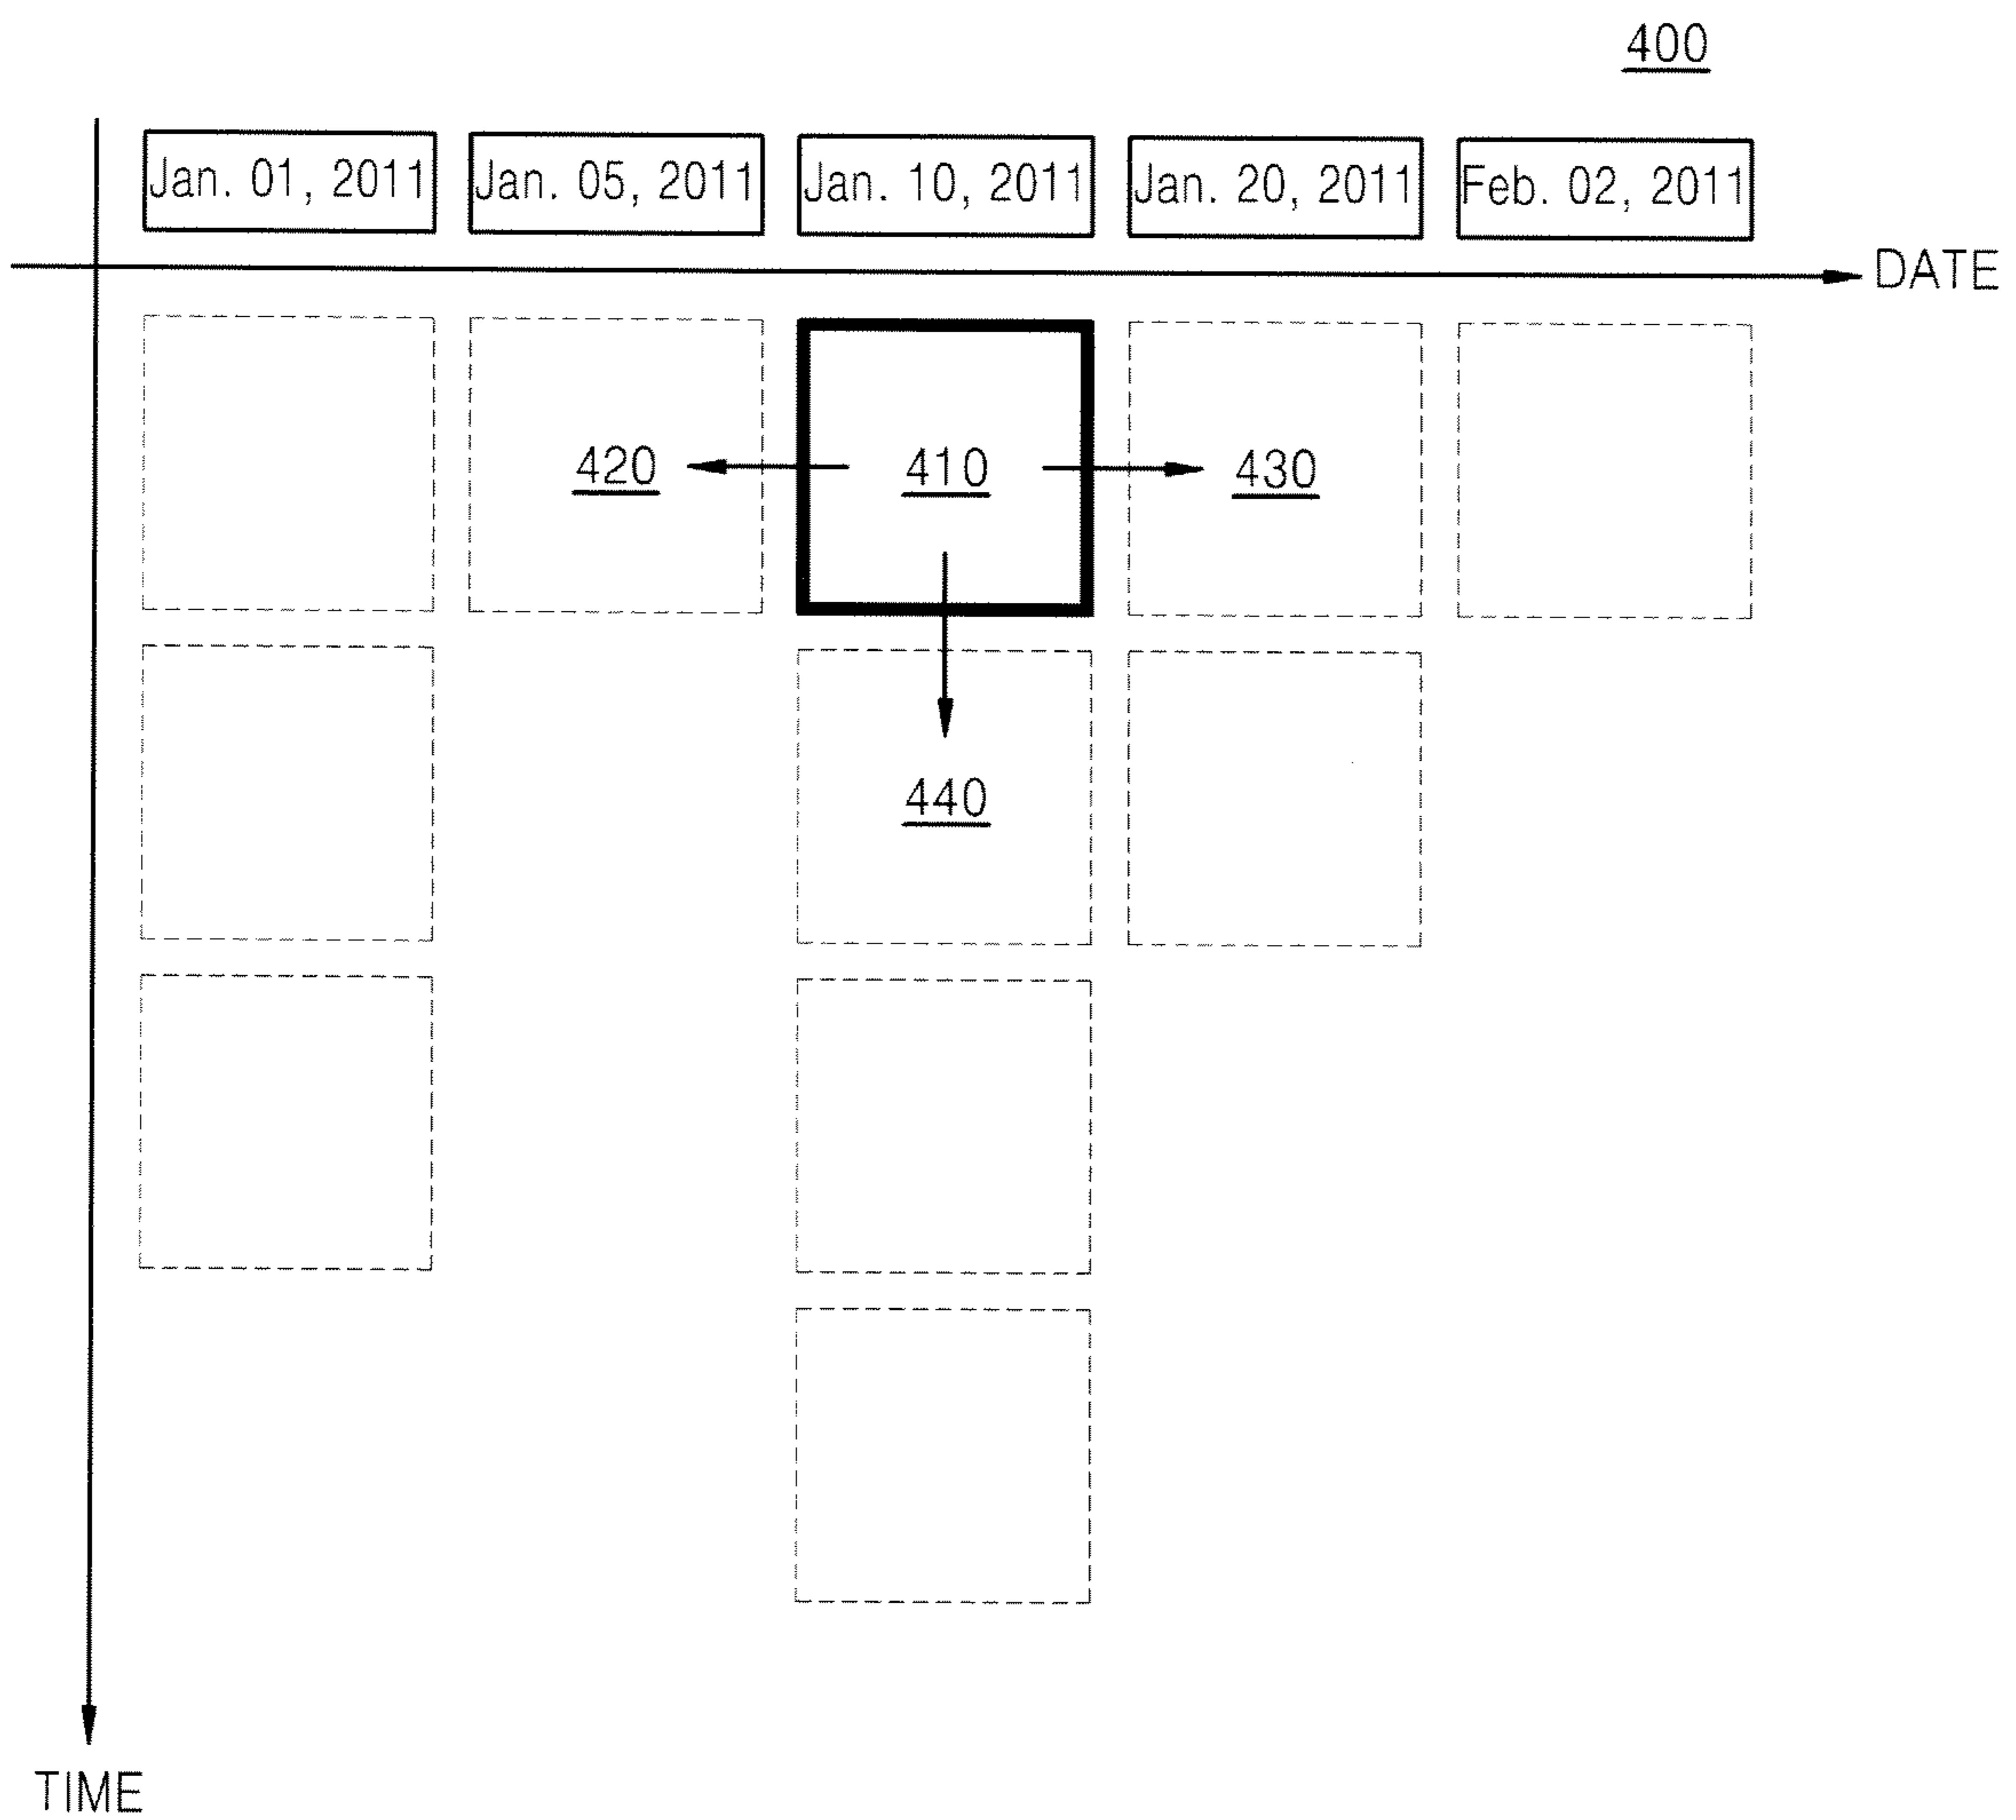 400
Jan. 01, 2011
Jan. 05, 2011
Jan. 10, 2011
Jan. 20, 2011
Feb. 02, 2011
DATE
420
410
430
440
TIME